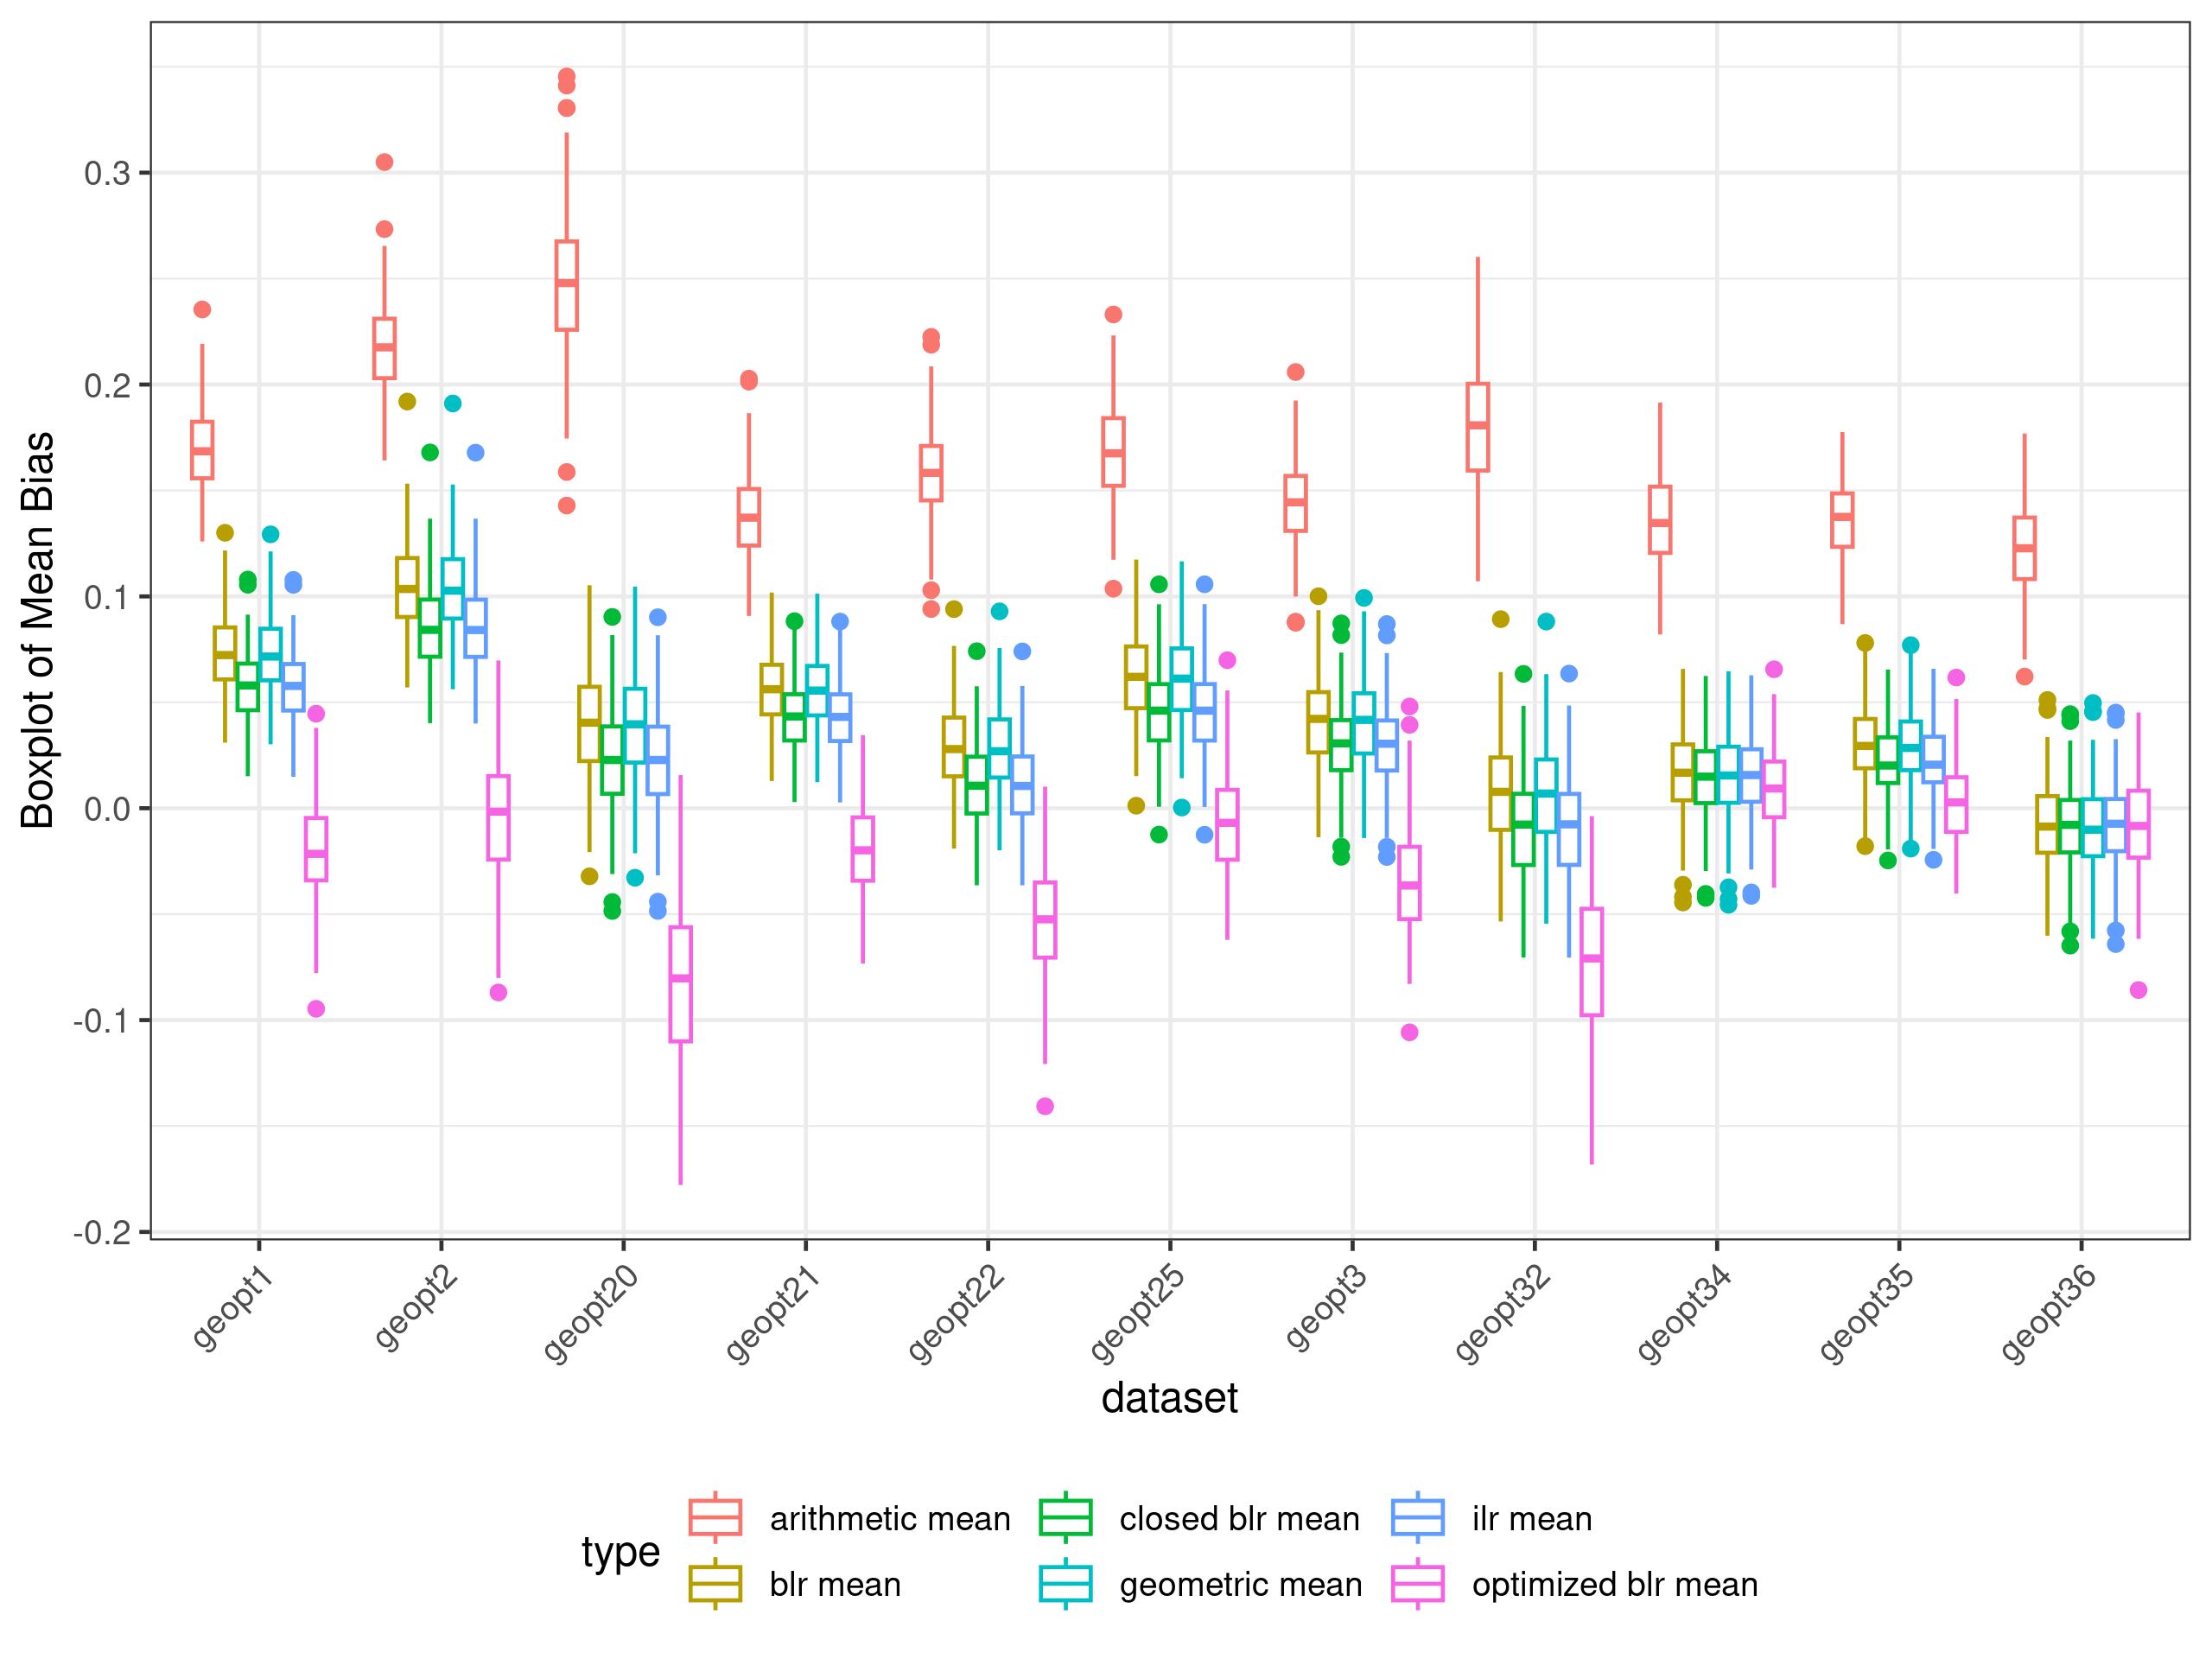 Boxplot of Mean Bias
0.3
0.2
0.1
0.0
-0.1
-0.2
geopt1
geopt2
geopt20
geopt21
geopt22
geopt25
geopt3
geopt32
geopt34
geopt35
geopt36
dataset
type
arithmetic mean
closed blr mean
ilr mean
blr mean
geometric mean
optimized blr mean